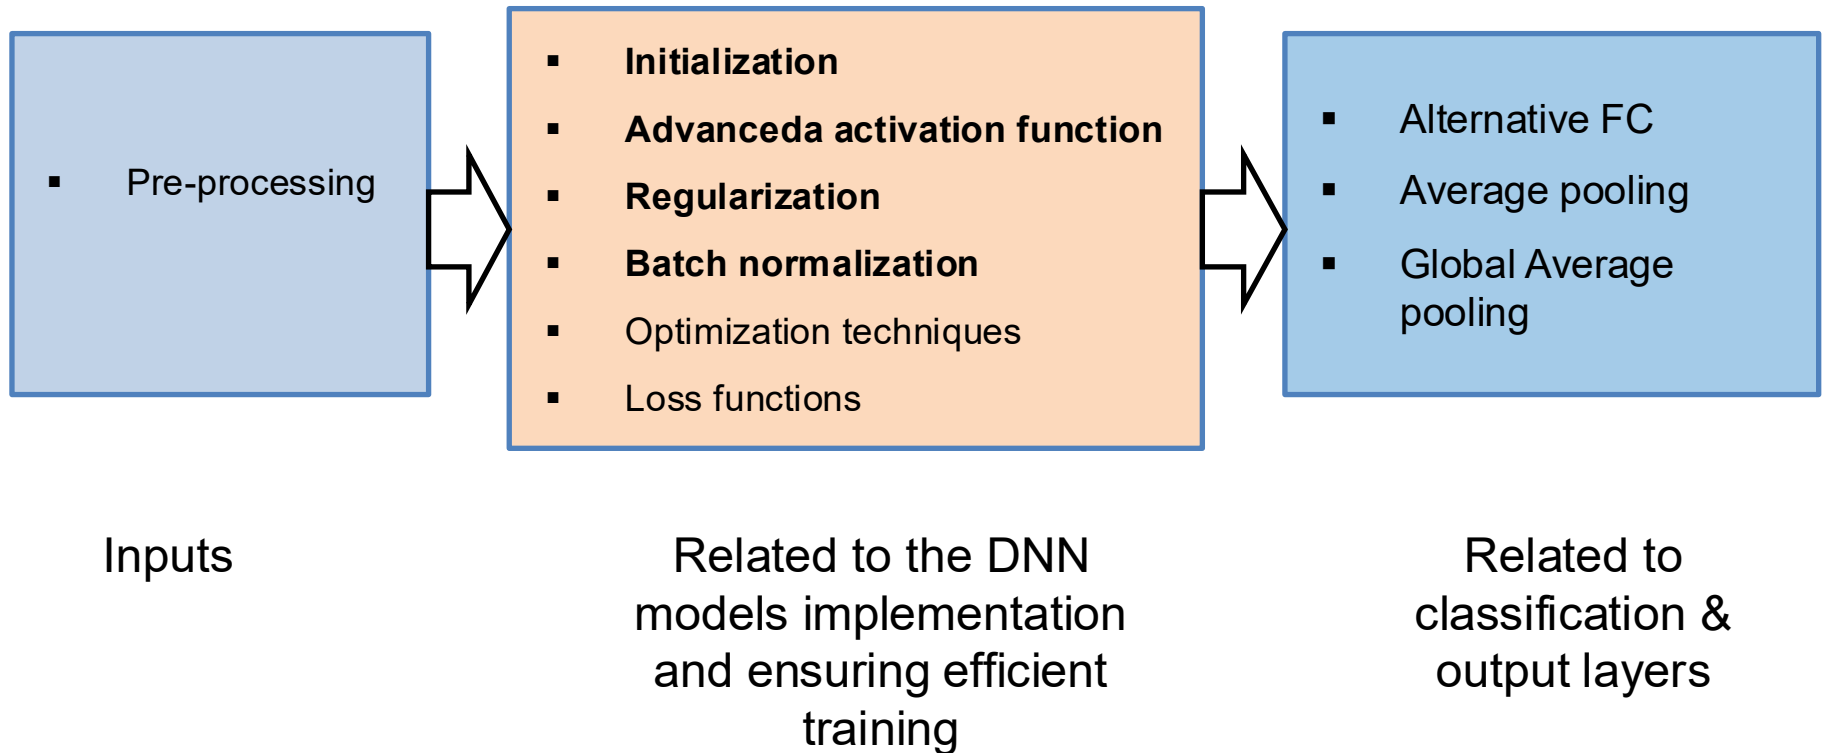 Pre-processing
Initialization
Advanceda activation function
Regularization
Batch normalization
Optimization techniques
Loss functions
Alternative FC
Average pooling
Global Average
pooling
Inputs
Related to the DNN
models implementation
and ensuring efficient
training
Related to
classification &
output layers